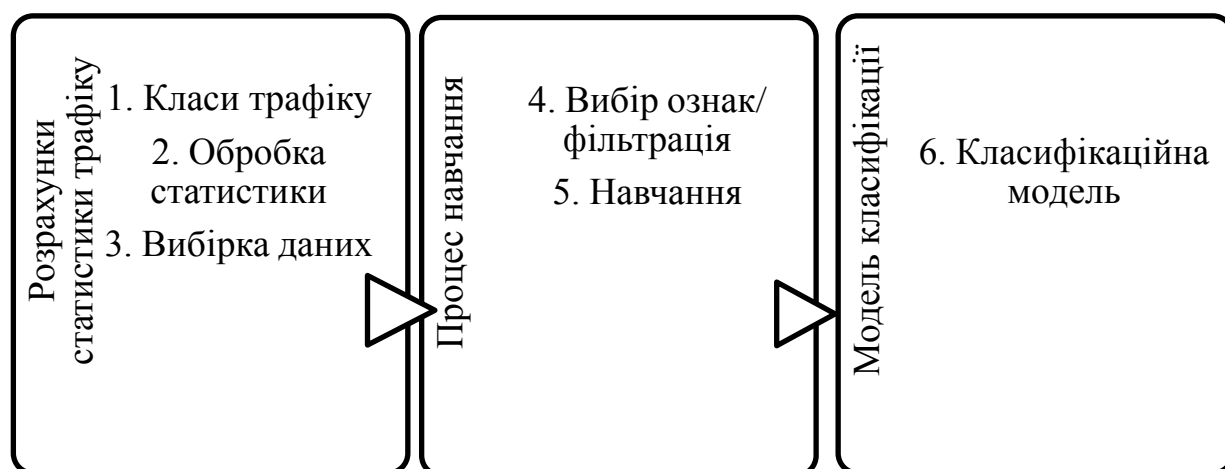 Розрахунки
статистики трафіку
1. Класи трафіку
2. Обробка
статистики
3. Вибірка даних
Процес навчання
4. Вибір ознак/
фільтрація
5. Навчання
Модель класифікації
6. Класифікаційна
модель